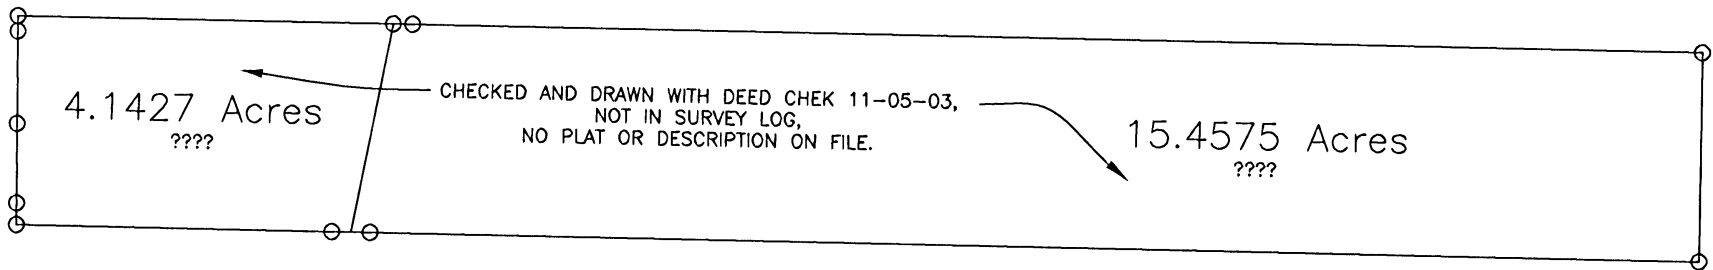 4.1427 Acres
????
CHECKED AND DRAWN WITH DEED CHEK 11-05-03,
NOT IN SURVEY LOG,
NO PLAT OR DESCRIPTION ON FILE.
15.4575 Acres
????